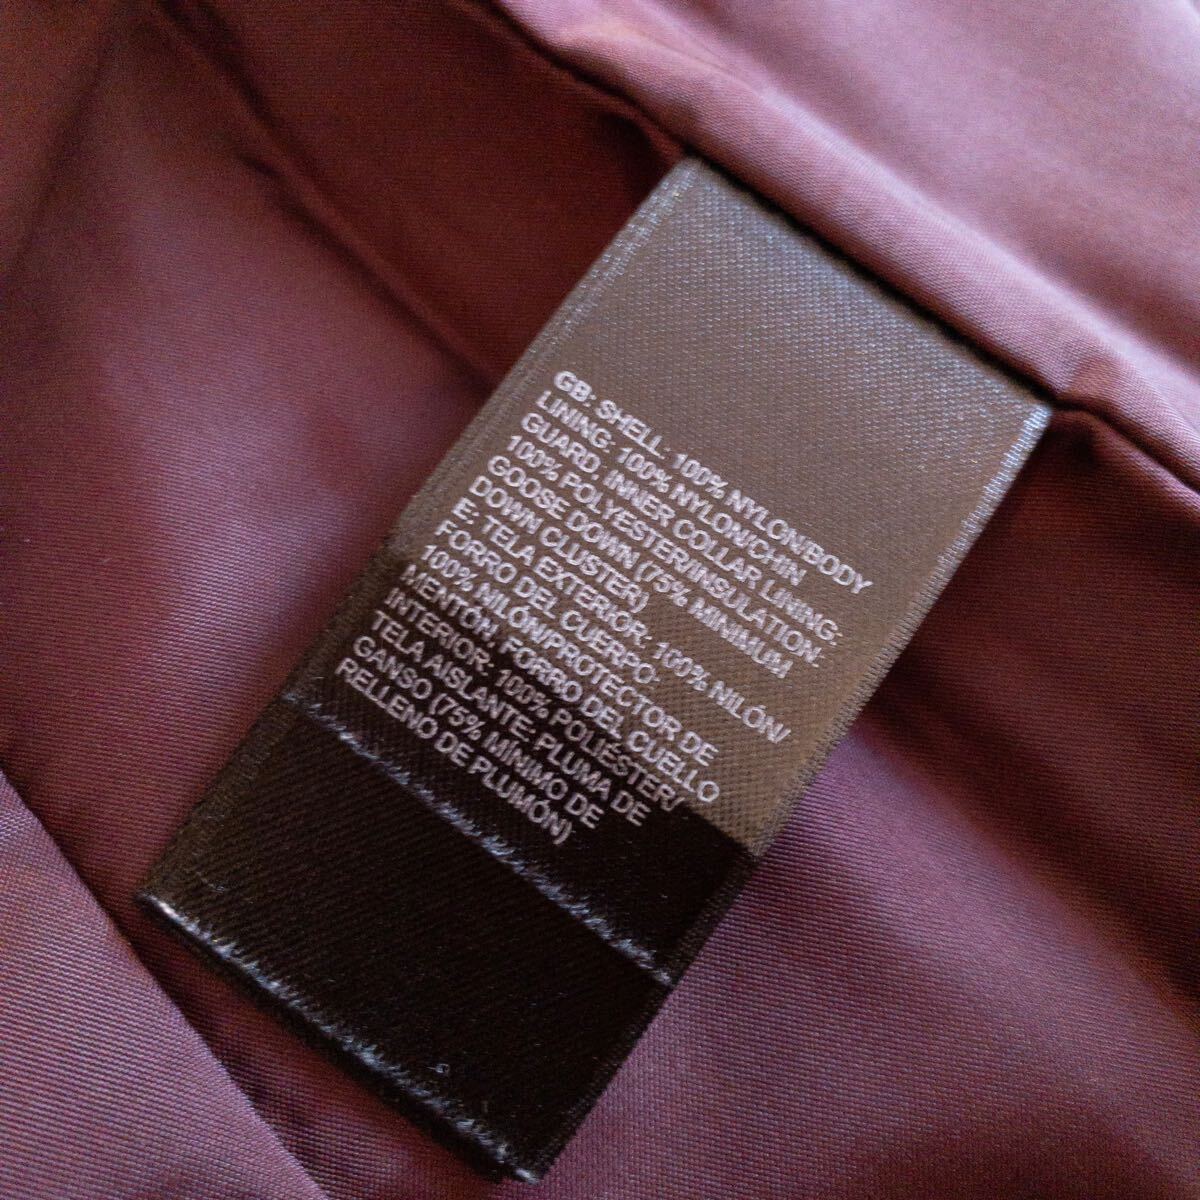 GB: SHELL: 100% NYLON/BODY
LINING: 100% NYLON/CHIN
GUARD, INNER COLLAR LINING:
100% POLYESTER/INSULATION:
GOOSE DOWN (75% MINIMUM
DOWN CLUSTER)
E: TELA EXTERIOR: 100% NILÓN/
FORRO DEL CUERPO:
100% NILÓN/PROTECTOR DE
MENTÓN, FORRO DEL CUELLO
INTERIOR: 100% POLIÉSTER/
TELA AISLANTE: PLUMA DE
GANSO (75% MÍNIMO DE
RELLENO DE PLUMÓN)